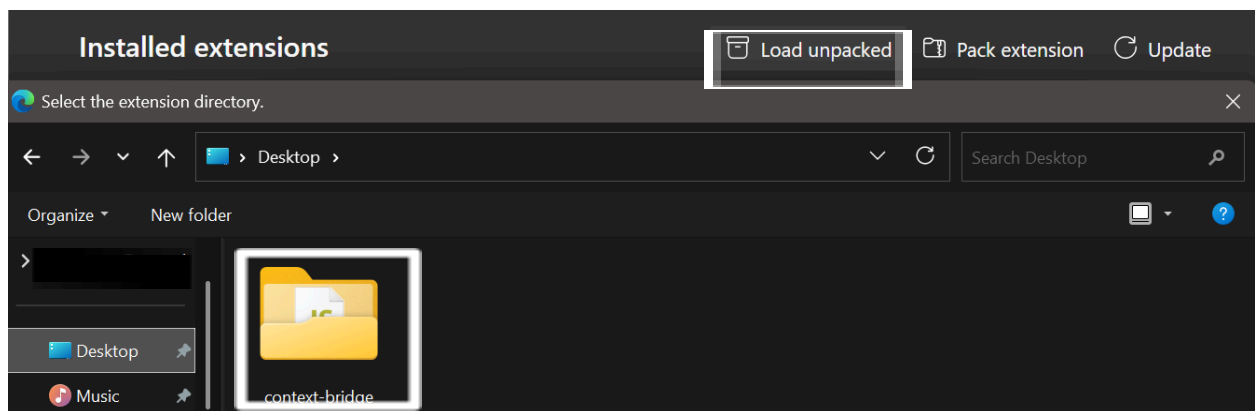 Installed extensions
Load unpacked
Pack extension
Update
Select the extension directory.
Desktop
Search Desktop
Organize
New folder
JS
Desktop
Music
context-bridge